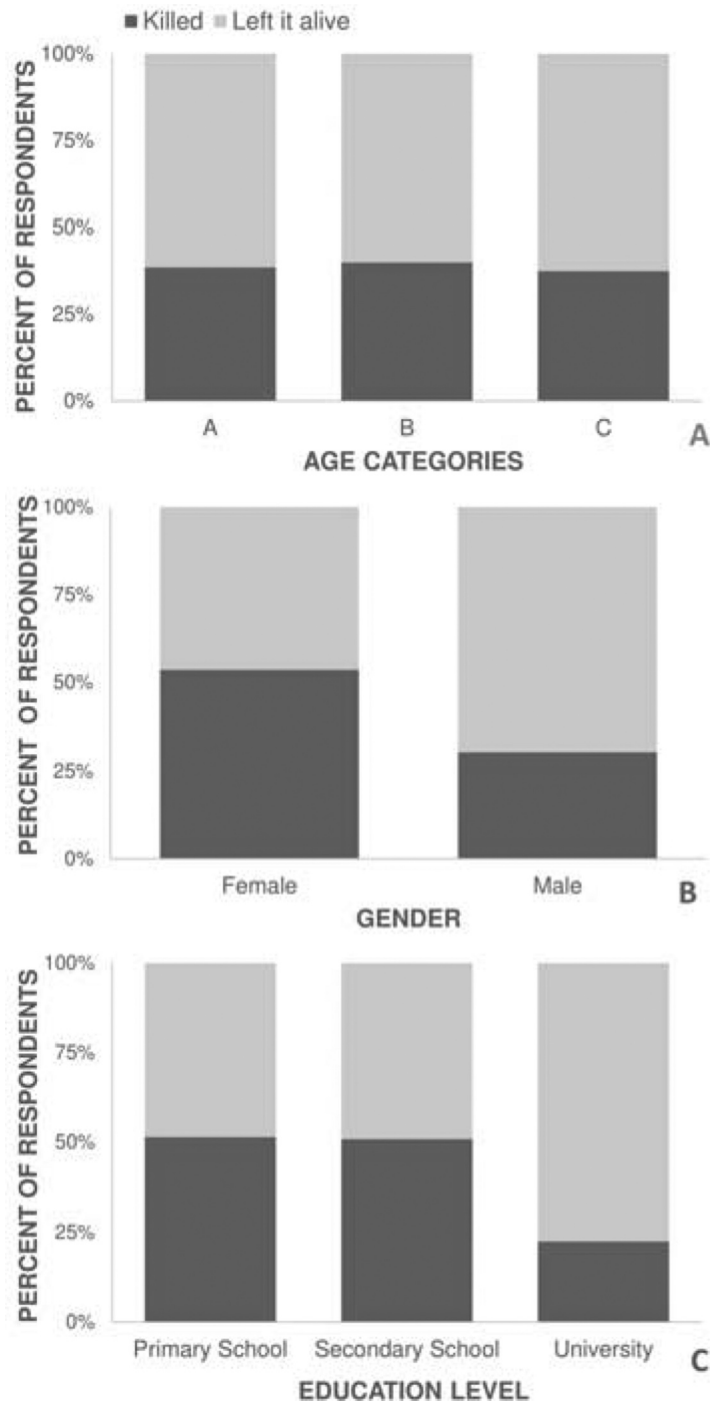 Killed Left it alive
100%
75%
50%
25%
0%
PERCENT OF RESPONDENTS
A B C
AGE CATEGORIES
A
100%
75%
50%
25%
0%
PERCENT OF RESPONDENTS
Female Male
GENDER
B
100%
75%
50%
25%
0%
PERCENT OF RESPONDENTS
Primary School Secondary School University
EDUCATION LEVEL
C